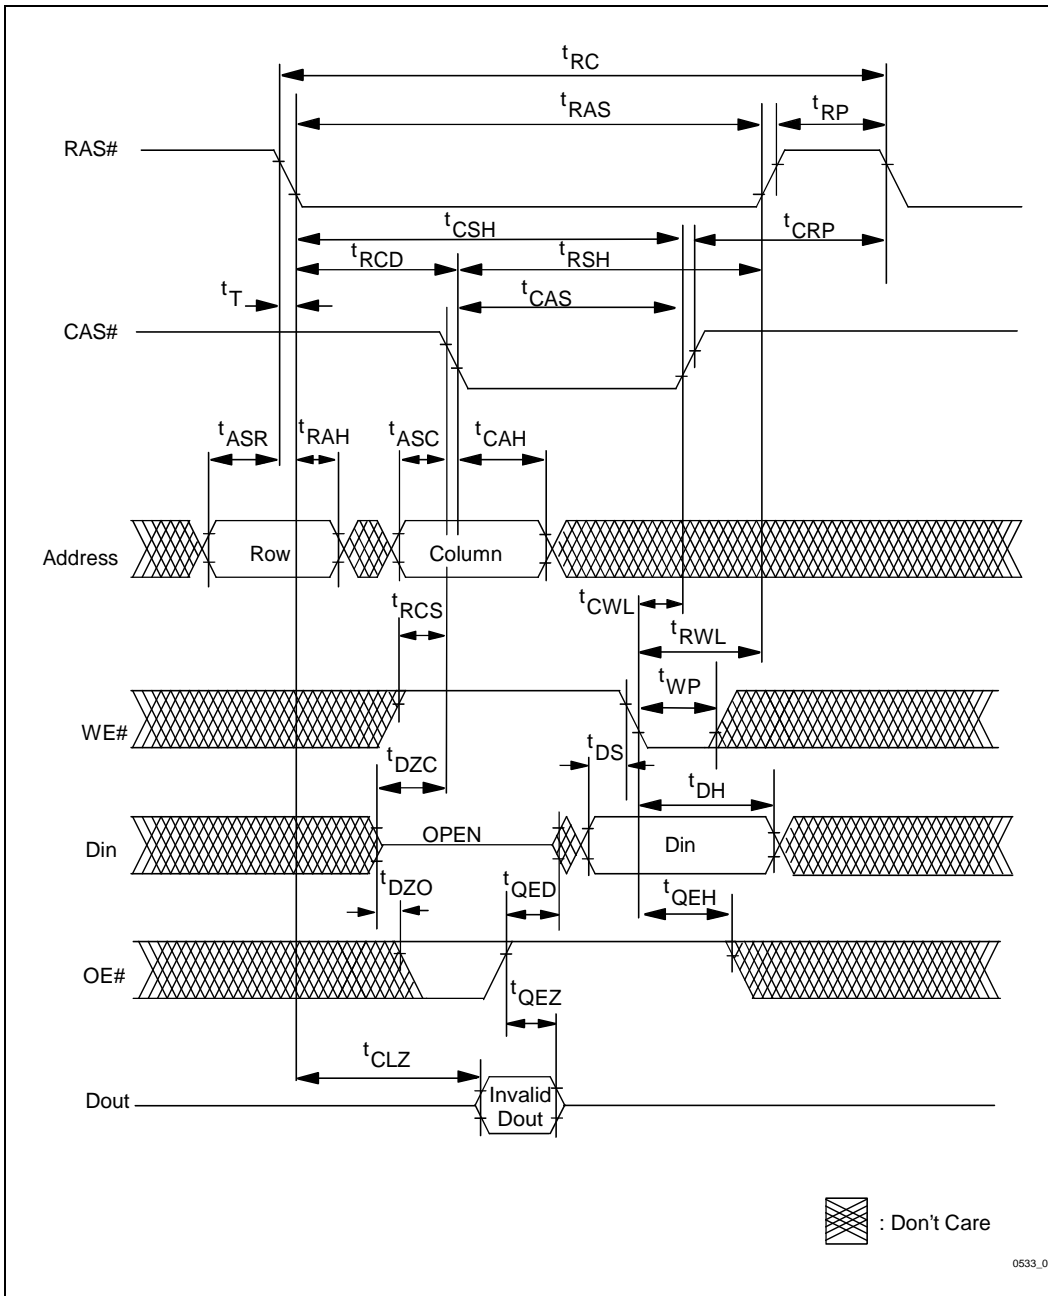 tRC
tRAS
tRP
RAS#
tCSH
tCRP
tRCD
tRSH
tT
tCAS
CAS#
tASR
tRAH
tASC
tCAH
Address
Row
Column
tRCS
tCWL
tRWL
tWP
WE#
tDS
tDZC
tDH
OPEN
Din
Din
tDZO
tQED
tQEH
OE#
tQEZ
tCLZ
Dout
Invalid
Dout
: Don't Care
0533_0